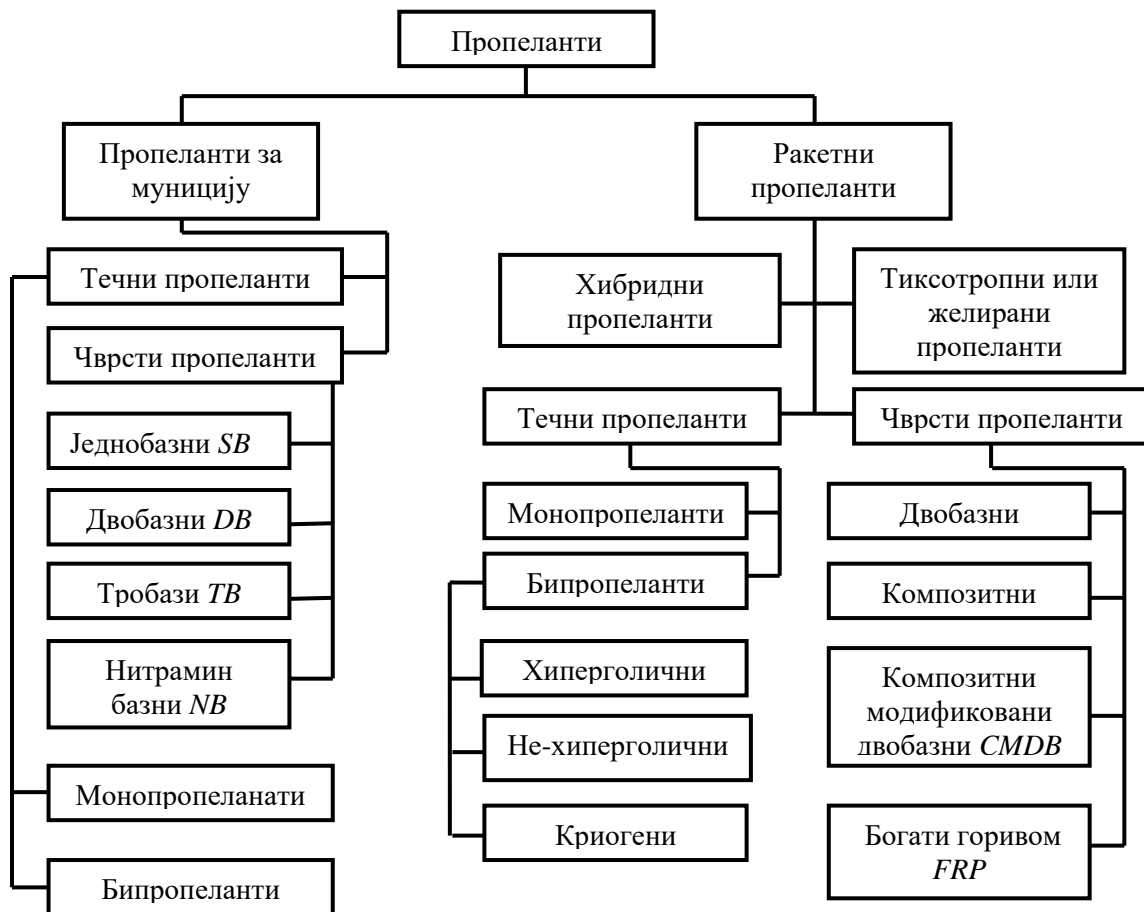 Пропеланти
Пропеланти за
муницију
Ракетни
пропеланти
Течни пропеланти
Чврсти пропеланти
Једнобазни SB
Двобазни DB
Тробази TB
Нитрамин
базни NB
Монопропеланати
Бипропеланти
Хибридни
пропеланти
Тиксотропни или
желирани
пропеланти
Течни пропеланти
Монопропеланти
Бипропеланти
Хиперголични
Не-хиперголични
Криогени
Чврсти пропеланти
Двобазни
Композитни
Композитни
модификовани
двобазни CMDB
Богати горивом
FRP